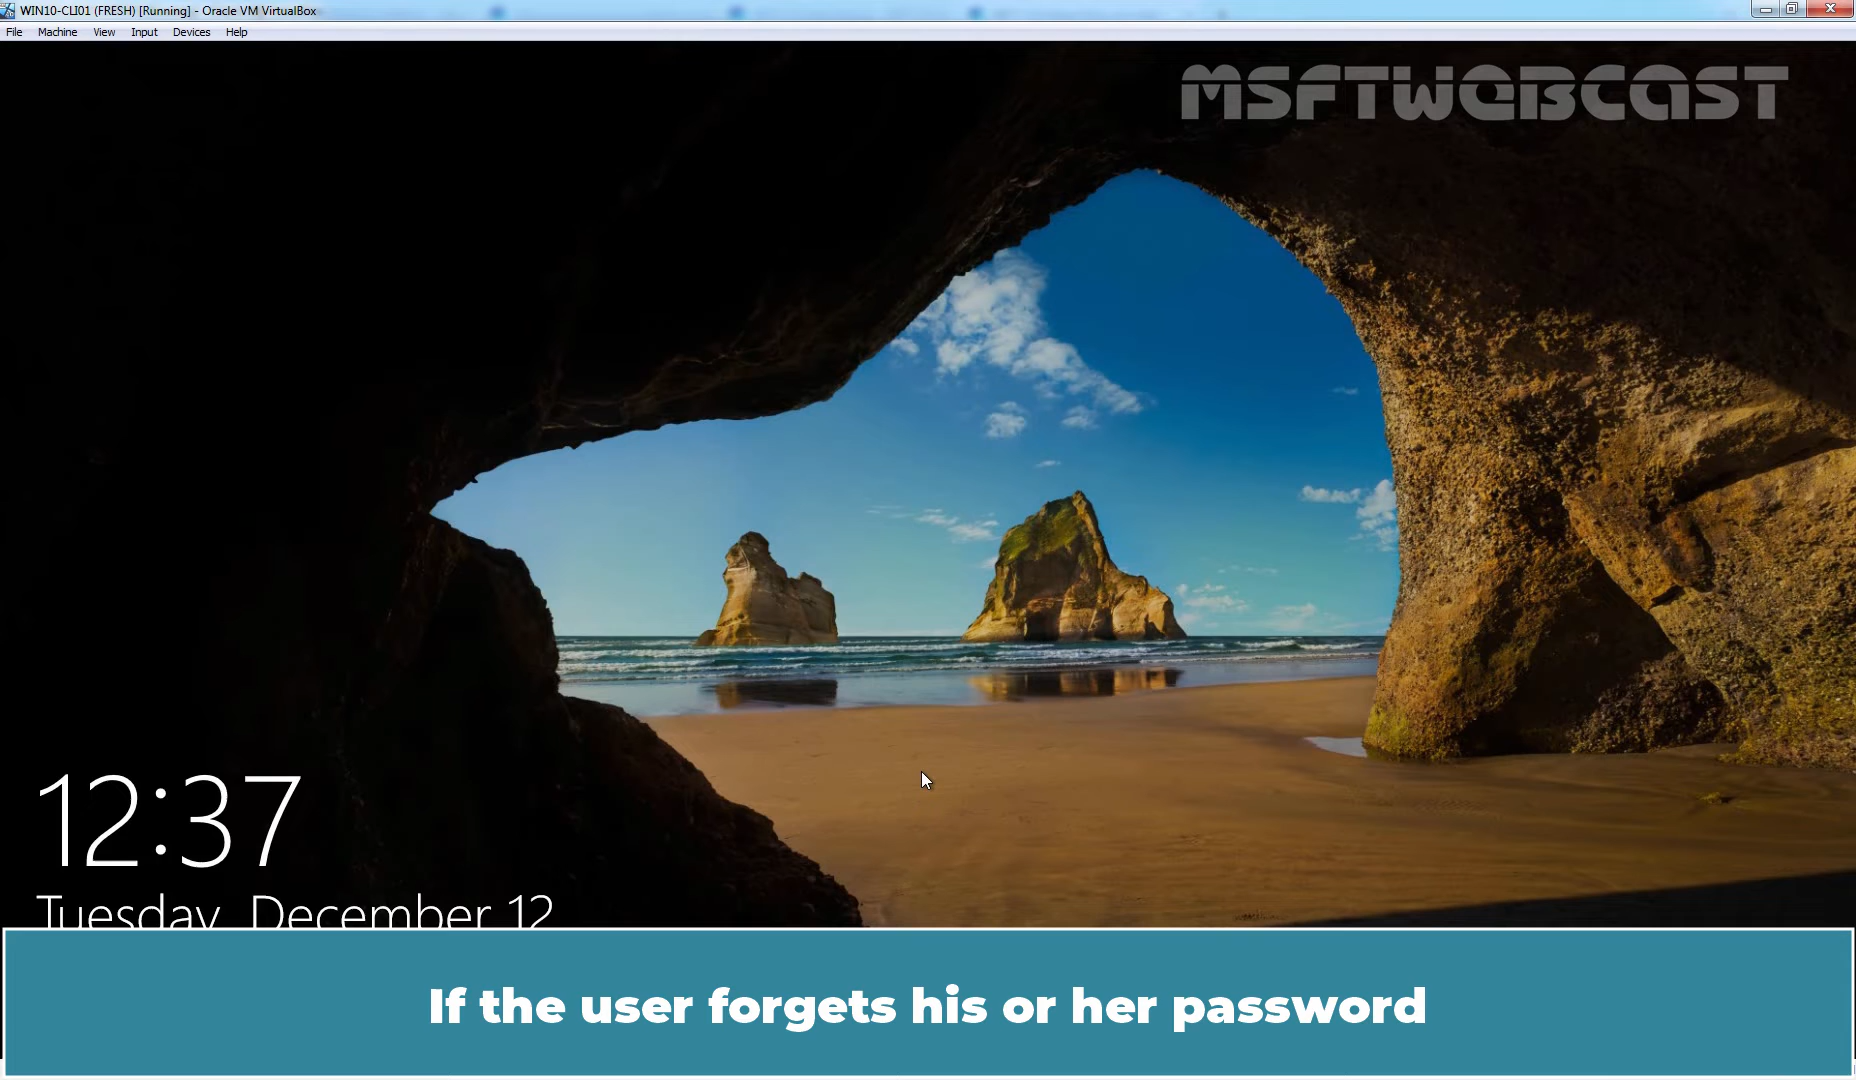 WIN10-CLI01 (FRESH) [Running] - Oracle VM VirtualBox
File Machine View Input Devices Help
MSFTWEBCAST
12:37
Tuesday, December 12
If the user forgets his or her password